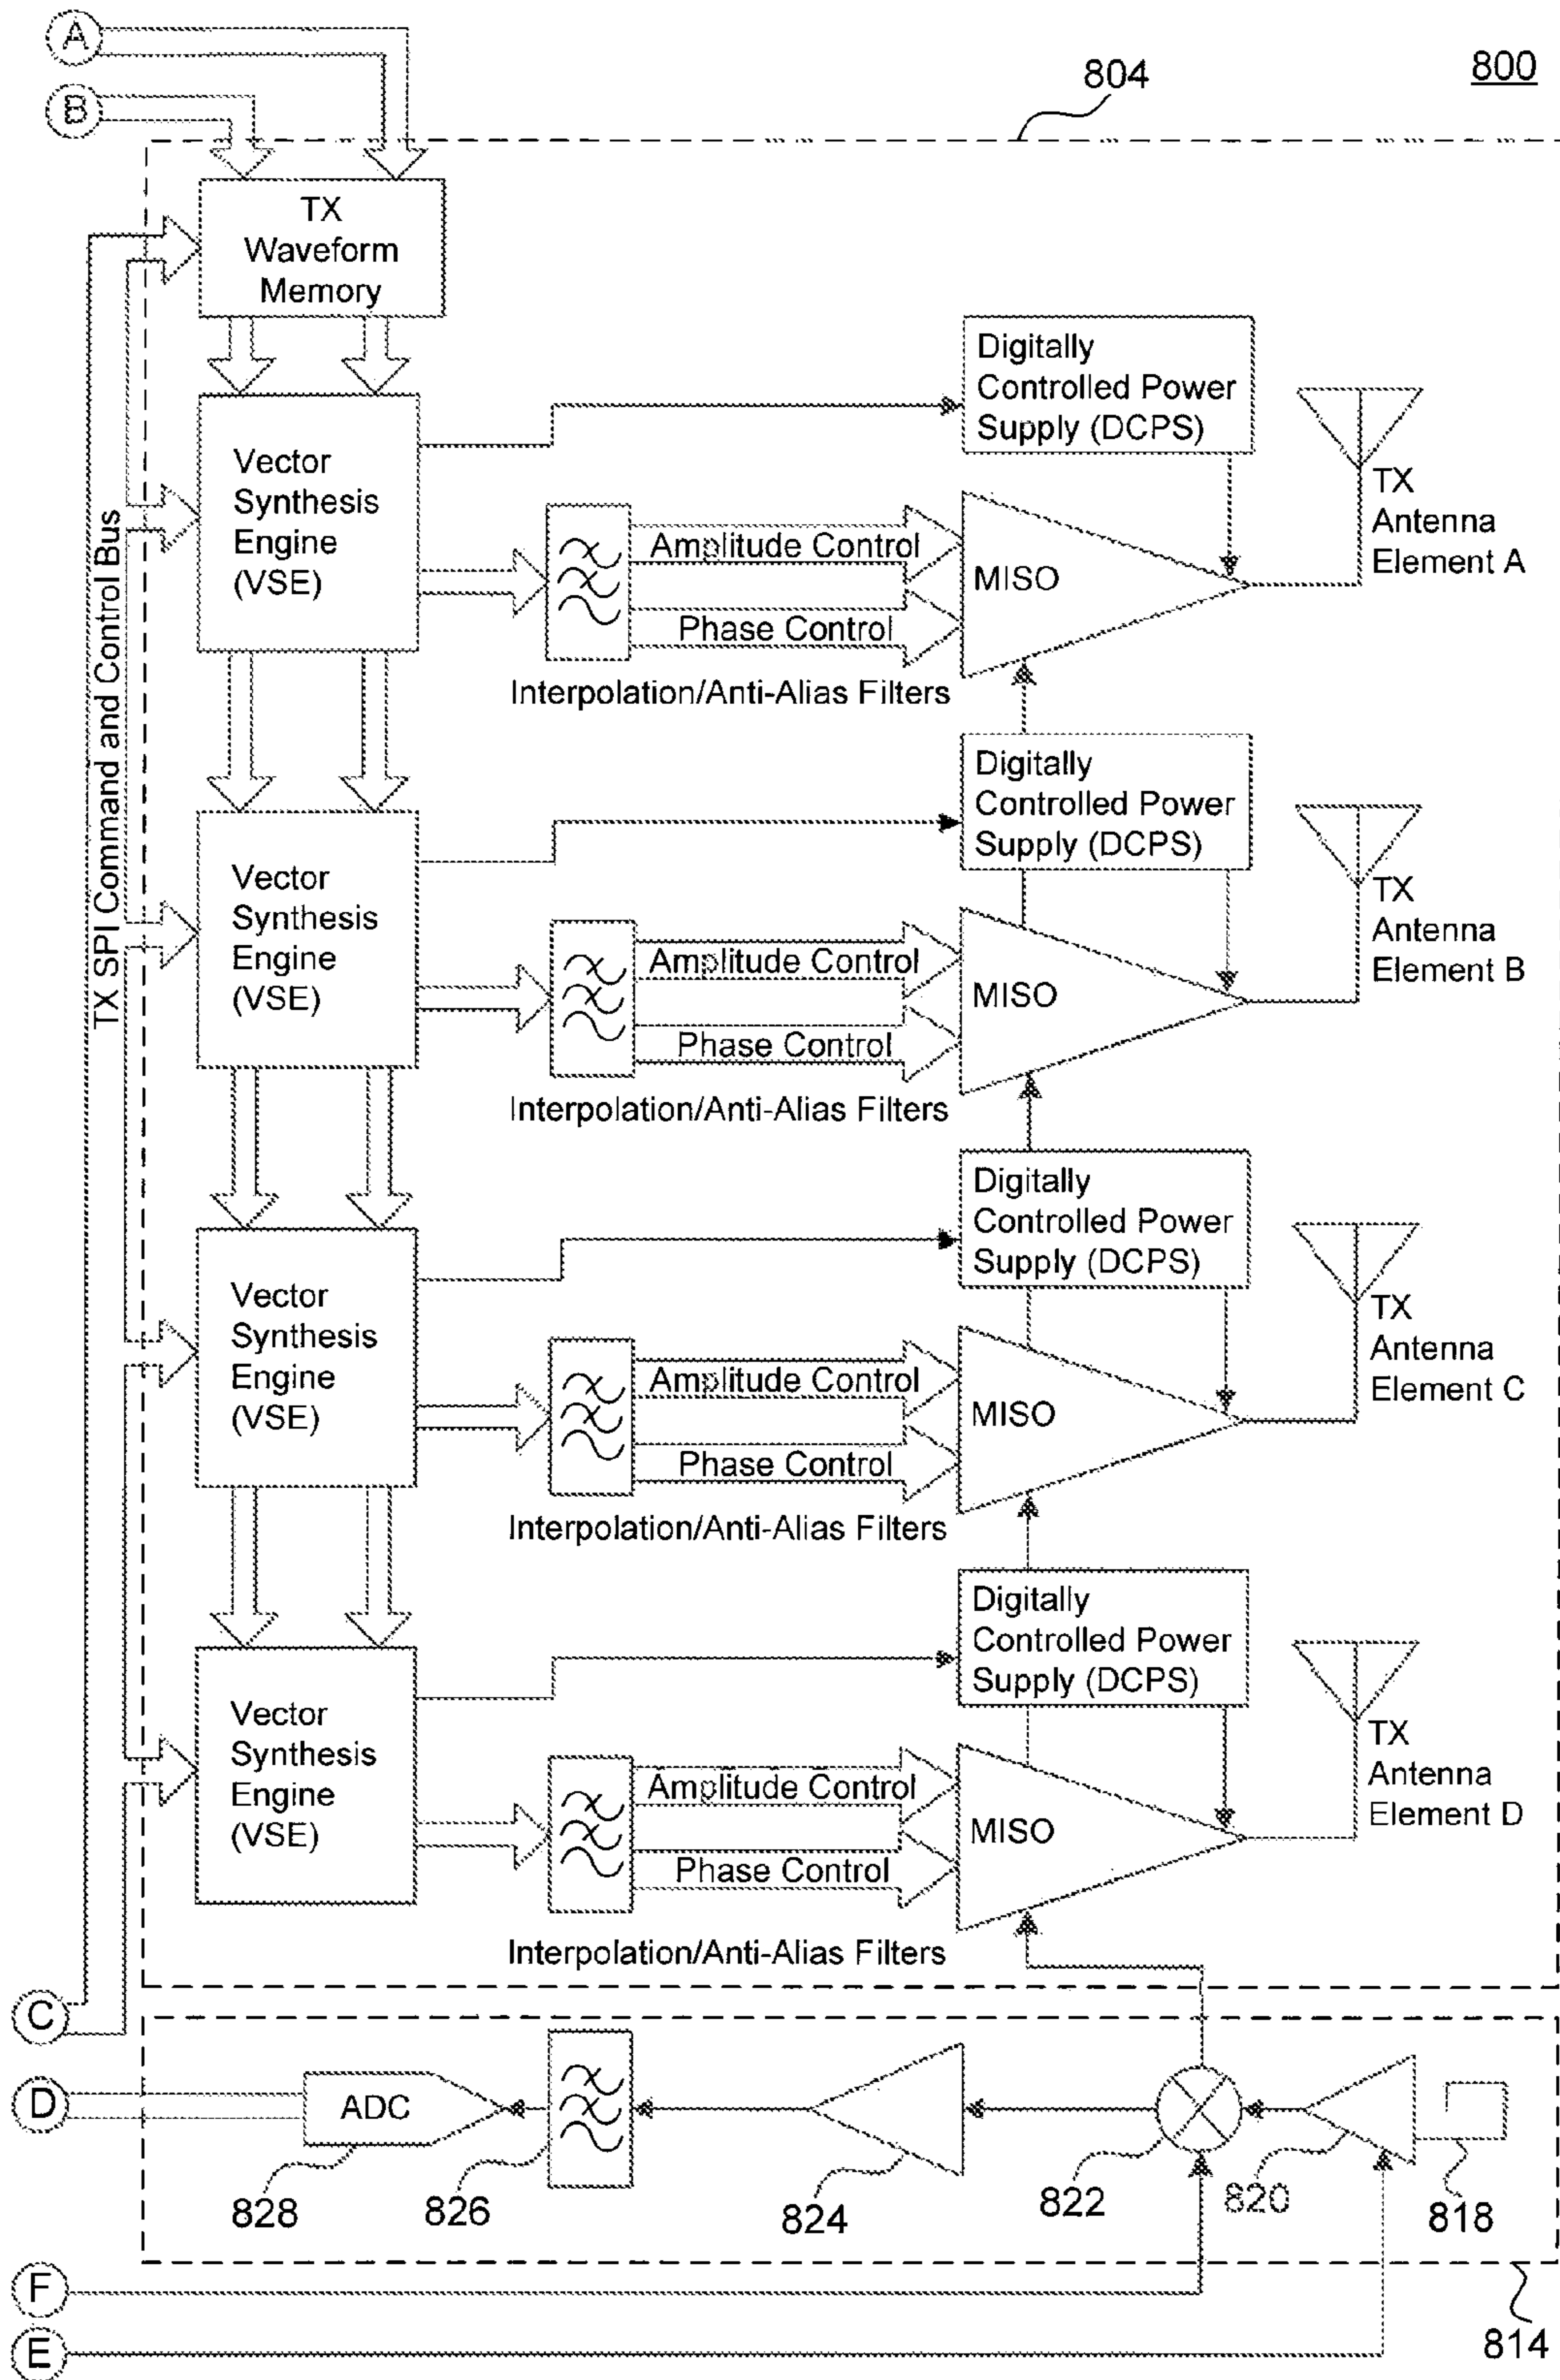 A
804
800
B
TX
Waveform
Memory
Digitally
Controlled Power
Supply (DCPS)
Vector
Synthesis
Engine
(VSE)
TX
Antenna
Element A
Amplitude Control
MISO
Phase Control
Interpolation/Anti-Alias Filters
TX SPI Command and Control Bus
Digitally
Controlled Power
Supply (DCPS)
Vector
Synthesis
Engine
(VSE)
TX
Antenna
Element B
Amplitude Control
MISO
Phase Control
Interpolation/Anti-Alias Filters
Digitally
Controlled Power
Supply (DCPS)
Vector
Synthesis
Engine
(VSE)
TX
Antenna
Element C
Amplitude Control
MISO
Phase Control
Interpolation/Anti-Alias Filters
Digitally
Controlled Power
Supply (DCPS)
Vector
Synthesis
Engine
(VSE)
TX
Antenna
Element D
Amplitude Control
MISO
Phase Control
Interpolation/Anti-Alias Filters
C
D
ADC
828
826
824
822
820
818
F
E
814